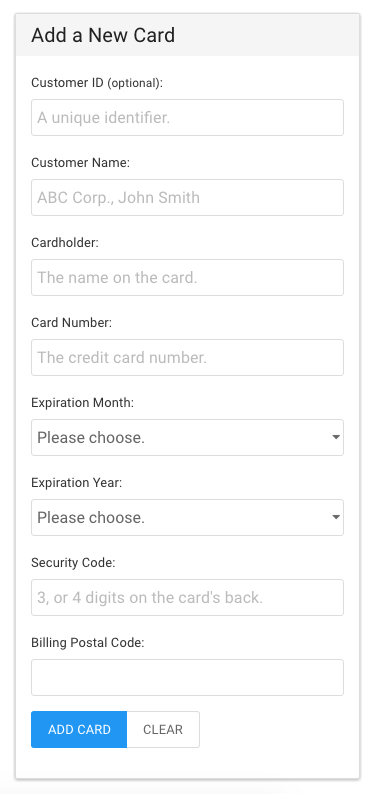 Add a New Card
Customer ID (optional):
A unique identifier.
Customer Name:
ABC Corp., John Smith
Cardholder:
The name on the card.
Card Number:
The credit card number.
Expiration Month:
Please choose.
Expiration Year:
Please choose.
Security Code:
3, or 4 digits on the card's back.
Billing Postal Code:
ADD CARD CLEAR